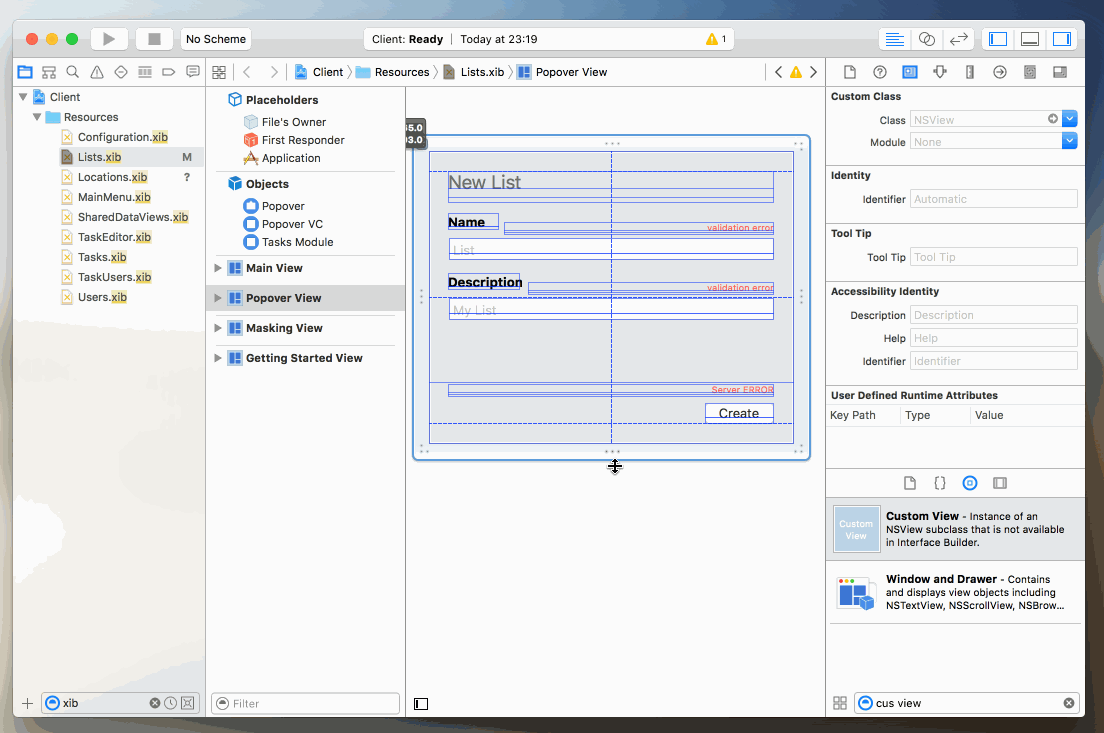 No Scheme
Client: Ready | Today at 23:19
1
Client
Resources
Lists.xib
Popover View
Client
Resources
Configuration.xib
Lists.xib M
Locations.xib ?
MainMenu.xib
SharedDataViews.xib
TaskEditor.xib
Tasks.xib
TaskUsers.xib
Users.xib
xib
Placeholders
File's Owner
First Responder
Application
Objects
Popover
Popover VC
Tasks Module
Main View
Popover View
Masking View
Getting Started View
Filter
New List
Name
validation error
List
Description
validation error
My List
Server ERROR
Create
Custom Class
Class NSView
Module None
Identity
Identifier Automatic
Tool Tip
Tool Tip Tool Tip
Accessibility Identity
Description Description
Help Help
Identifier Identifier
User Defined Runtime Attributes
Key Path Type Value
{}
Custom
View
Custom View - Instance of an
NSView subclass that is not available
in Interface Builder.
Window and Drawer - Contains
and displays view objects including
NSTextView, NSScrollView, NSBrow...
cus view